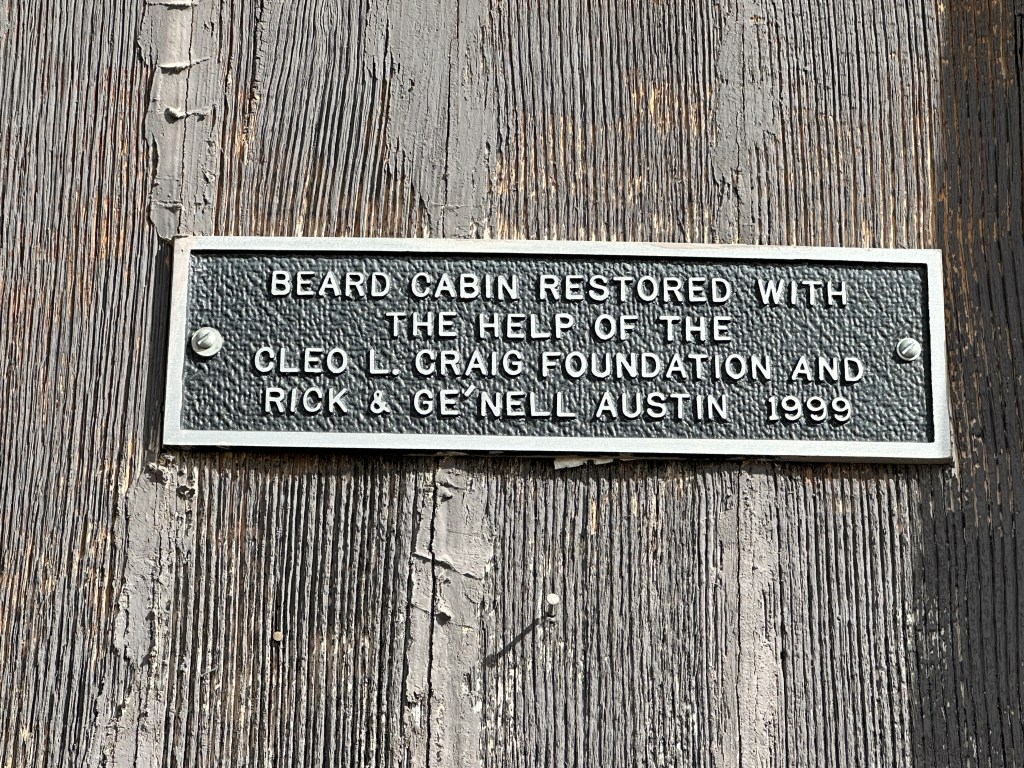 BEARD CABIN RESTORED WITH
THE HELP OF THE
CLEO L. CRAIG FOUNDATION AND
RICK & GE'NELL AUSTIN 1999